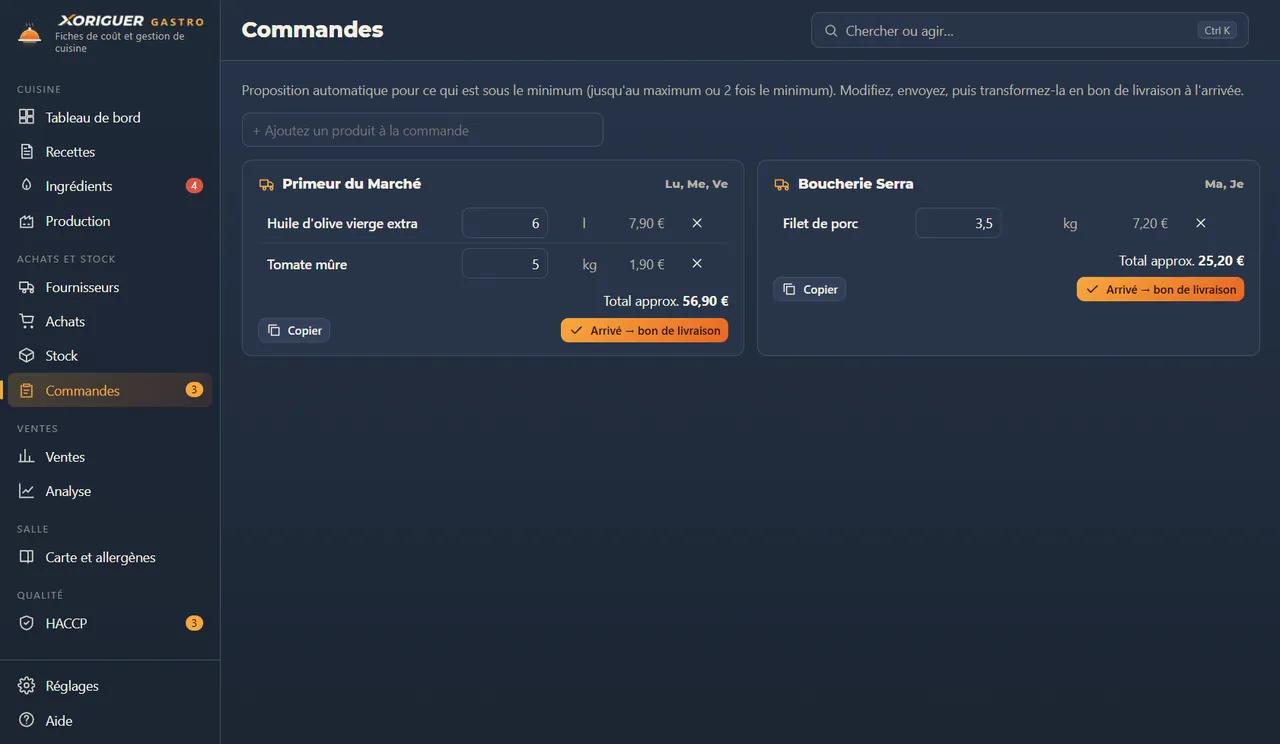 XORIGUER GASTRO
Fiches de coût et gestion de
cuisine
CUISINE
Tableau de bord
Recettes
Ingrédients 4
Production
ACHATS ET STOCK
Fournisseurs
Achats
Stock
Commandes 3
VENTES
Ventes
Analyse
SALLE
Carte et allergènes
QUALITÉ
HACCP 3
Réglages
Aide
Commandes
Chercher ou agir... Ctrl K
Proposition automatique pour ce qui est sous le minimum (jusqu'au maximum ou 2 fois le minimum). Modifiez, envoyez, puis transformez-la en bon de livraison à l'arrivée.
+ Ajoutez un produit à la commande
Primeur du Marché Lu, Me, Ve
Huile d'olive vierge extra 6 l 7,90 €
Tomate mûre 5 kg 1,90 €
Total approx. 56,90 €
Copier Arrivé → bon de livraison
Boucherie Serra Ma, Je
Filet de porc 3,5 kg 7,20 €
Total approx. 25,20 €
Copier Arrivé → bon de livraison